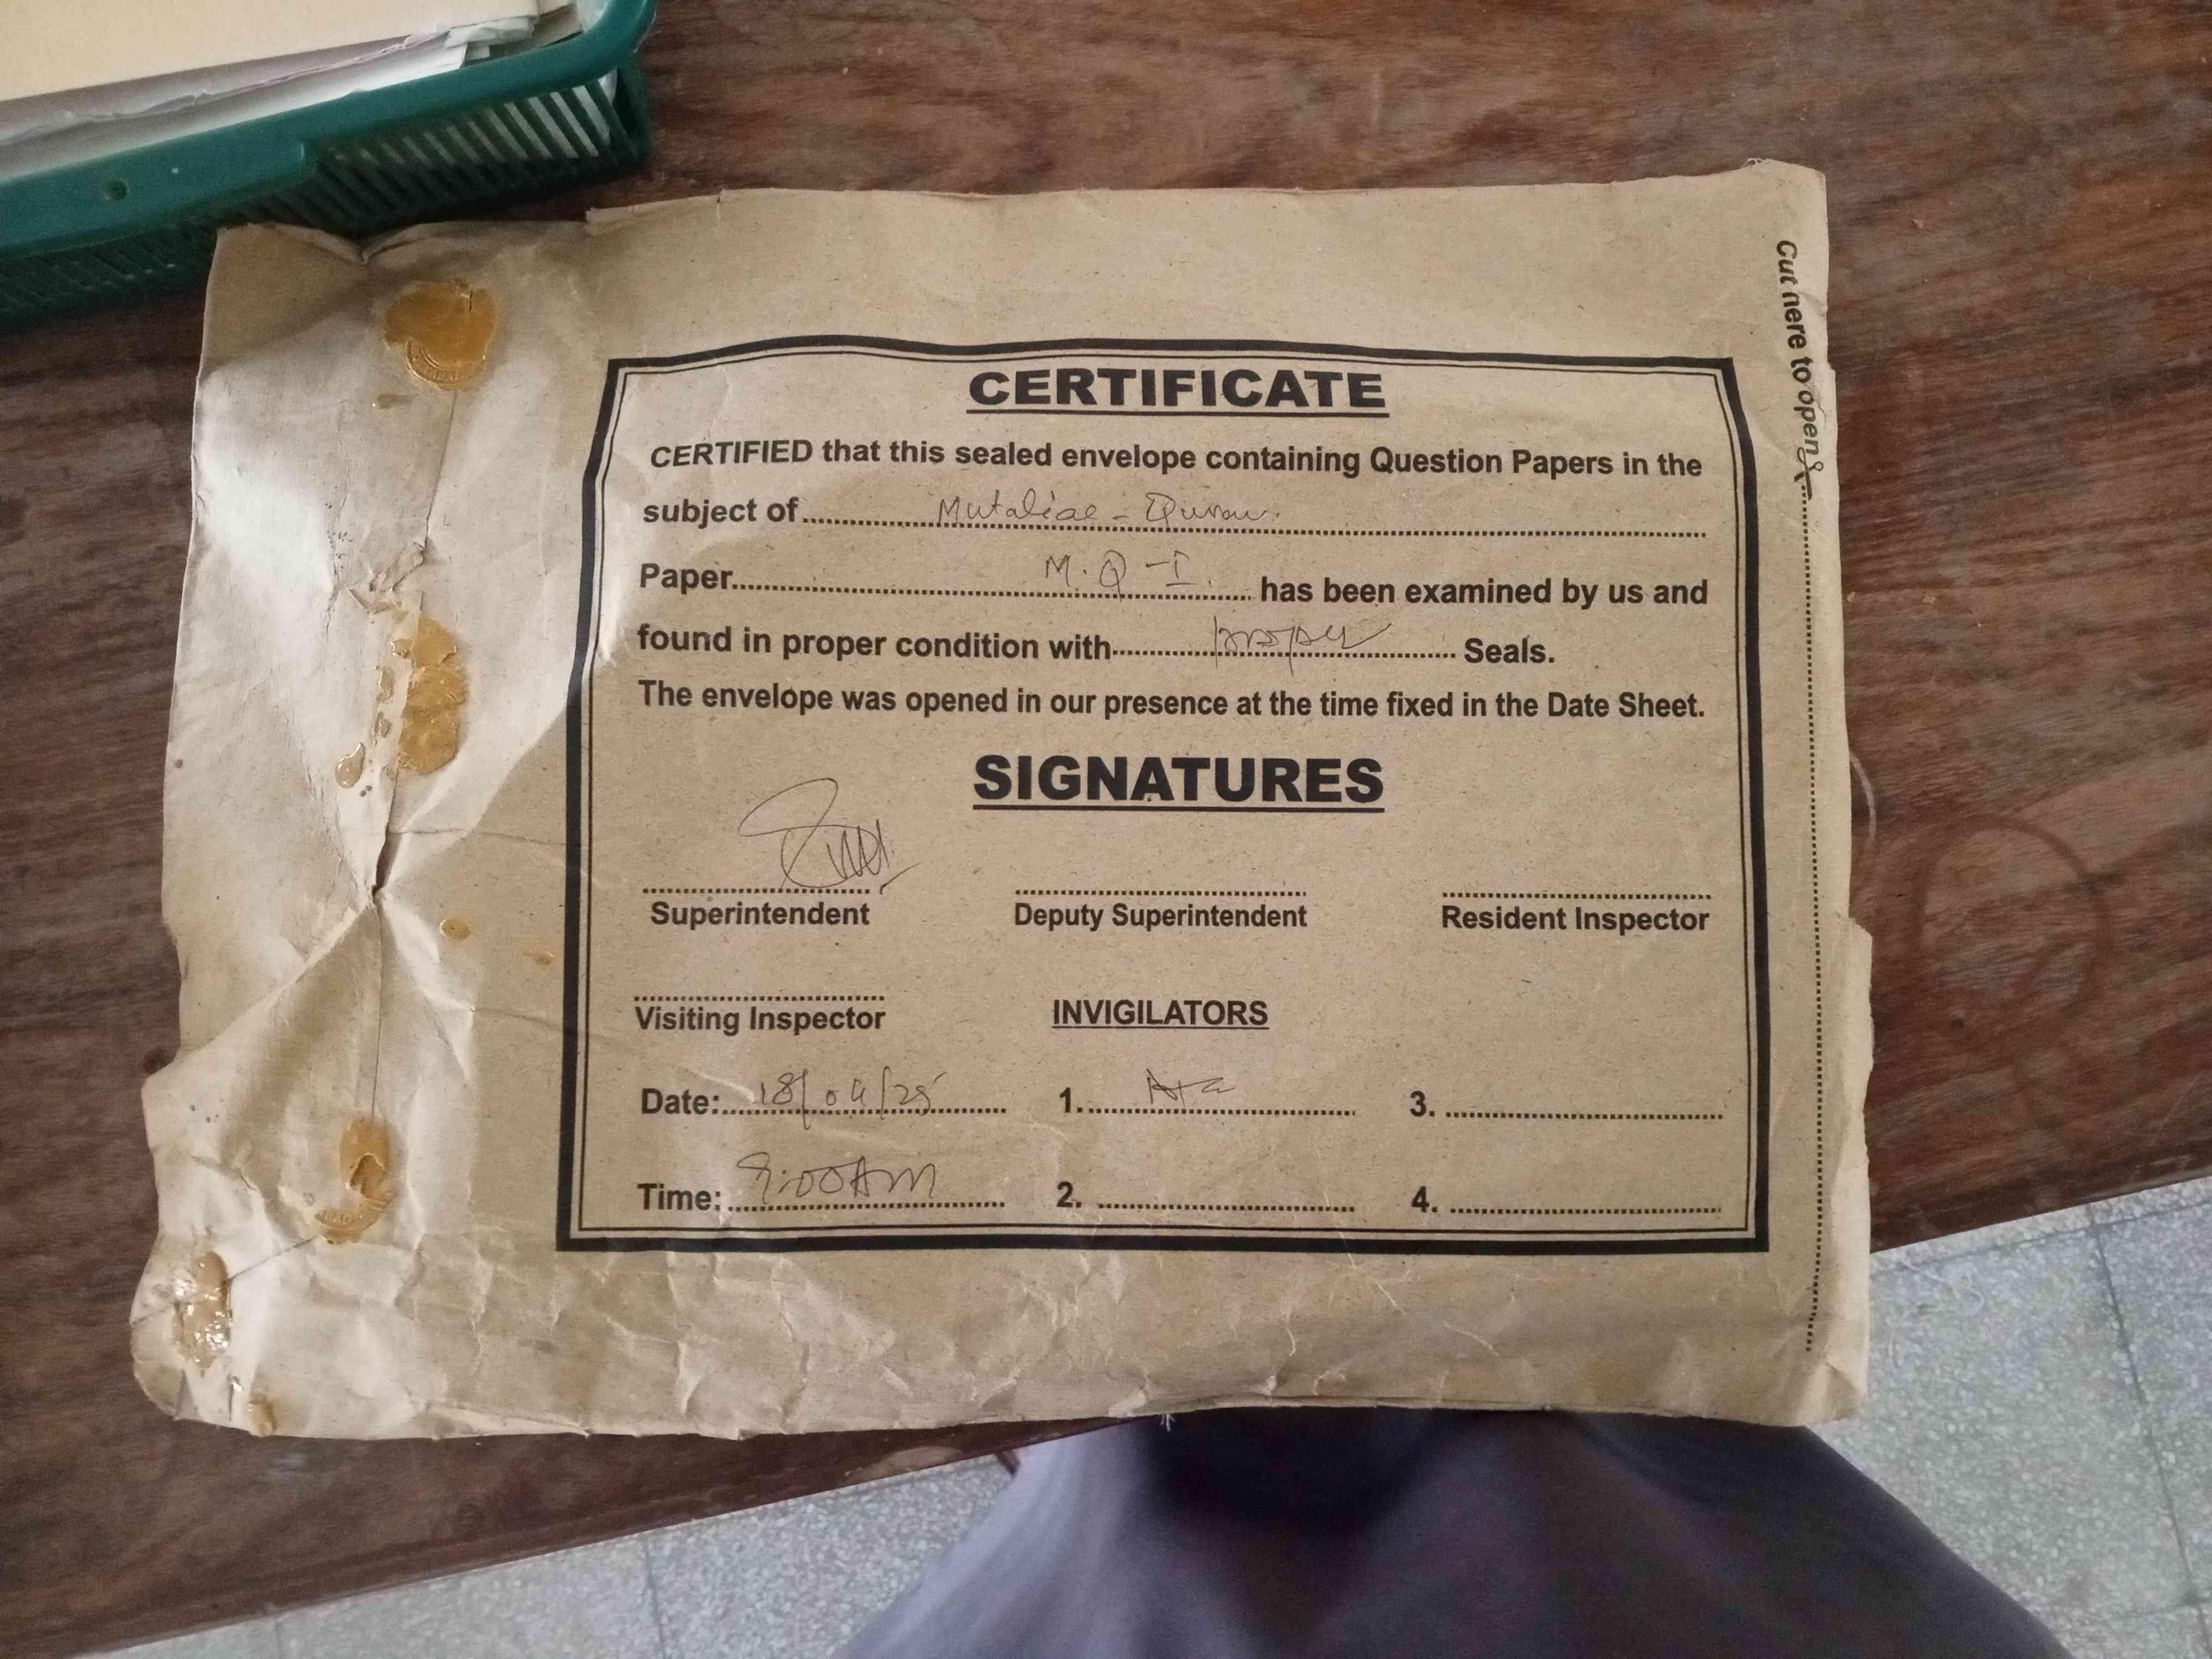 CERTIFICATE
CERTIFIED that this sealed envelope containing Question Papers in the
subject of Mutaliae - Quran.
Paper M.Q-I. has been examined by us and
found in proper condition with proper Seals.
The envelope was opened in our presence at the time fixed in the Date Sheet.
SIGNATURES
Superintendent Deputy Superintendent Resident Inspector
Visiting Inspector INVIGILATORS
Date: 18/04/25 1. 3.
Time: 9:00AM 2. 4.
Cut here to open